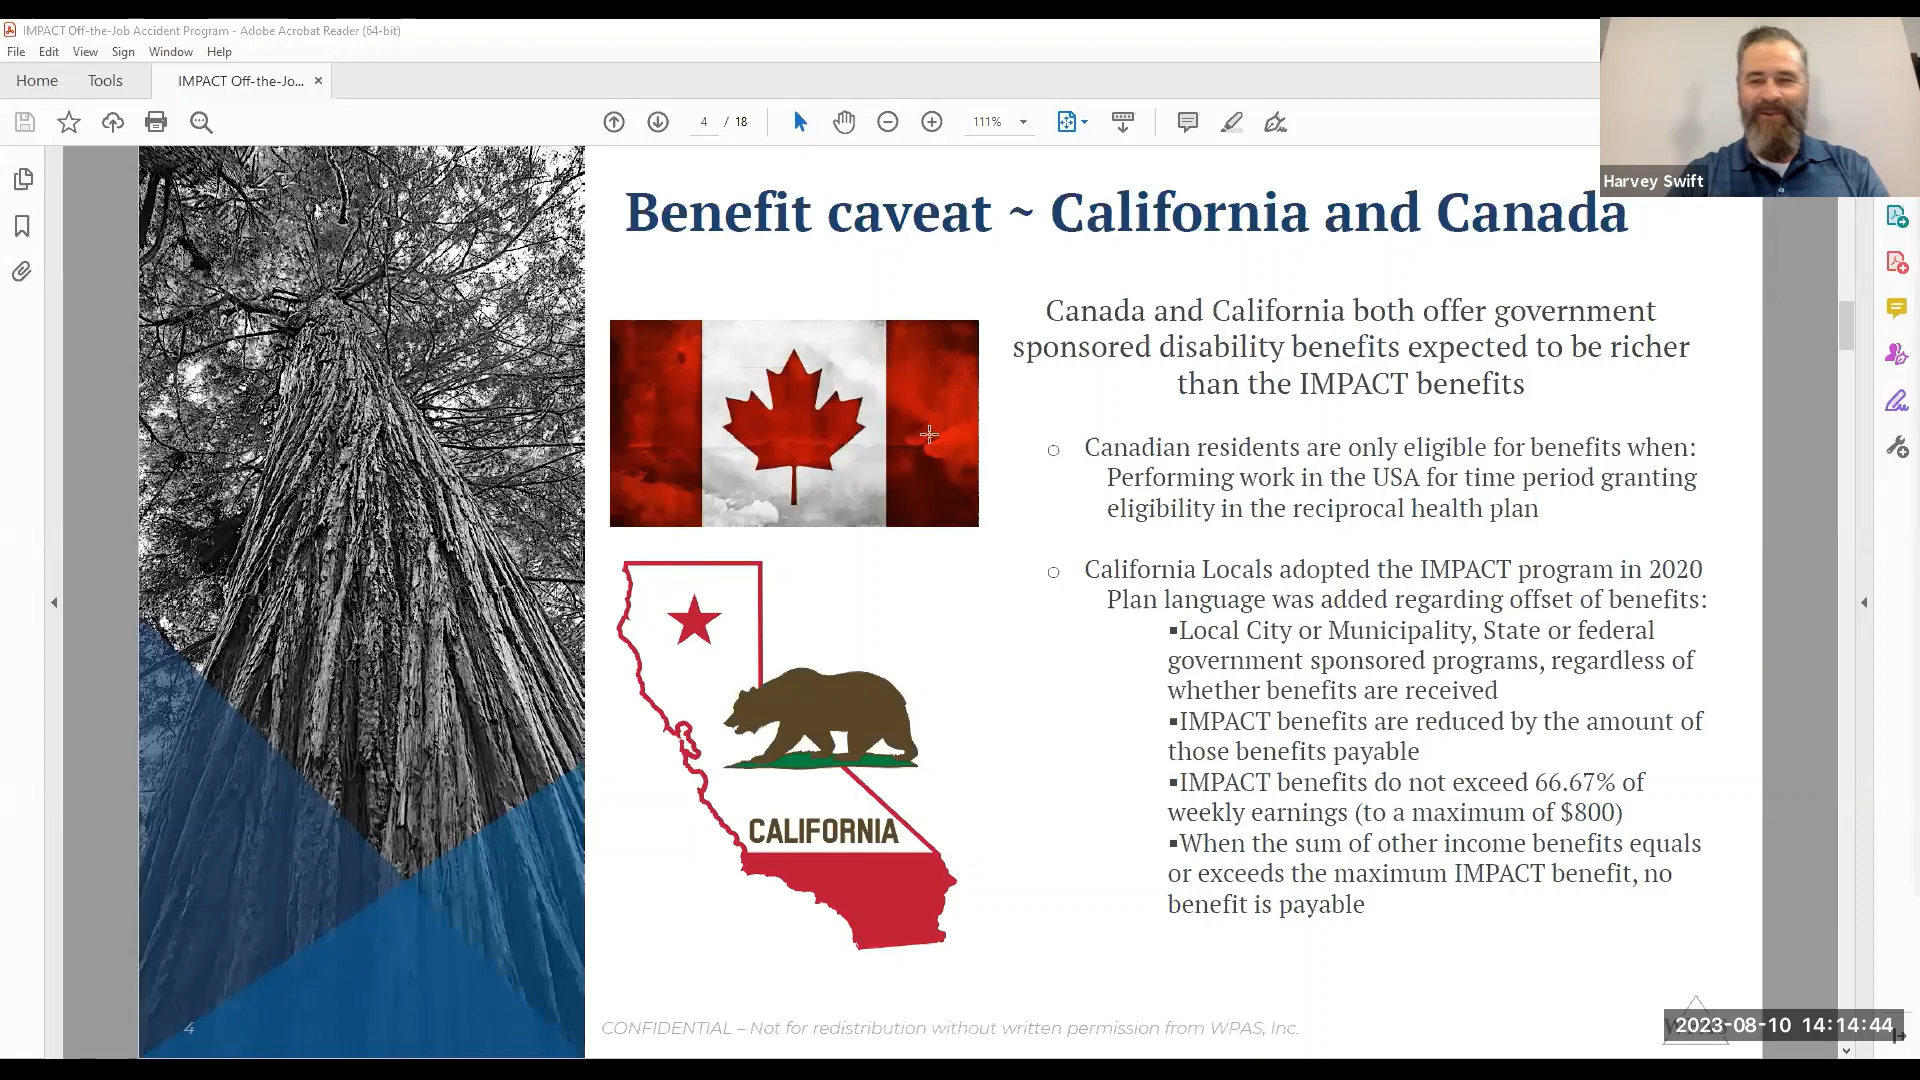 IMPACT Off-the-Job Accident Program - Adobe Acrobat Reader (64-bit)
File Edit View Sign Window Help
Home Tools IMPACT Off-the-Jo... ×
4 / 18 111%
Harvey Swift
Benefit caveat ~ California and Canada
Canada and California both offer government
sponsored disability benefits expected to be richer
than the IMPACT benefits
○ Canadian residents are only eligible for benefits when:
Performing work in the USA for time period granting
eligibility in the reciprocal health plan
○ California Locals adopted the IMPACT program in 2020
Plan language was added regarding offset of benefits:
▪Local City or Municipality, State or federal
government sponsored programs, regardless of
whether benefits are received
▪IMPACT benefits are reduced by the amount of
those benefits payable
▪IMPACT benefits do not exceed 66.67% of
weekly earnings (to a maximum of $800)
▪When the sum of other income benefits equals
or exceeds the maximum IMPACT benefit, no
benefit is payable
CALIFORNIA
4
CONFIDENTIAL – Not for redistribution without written permission from WPAS, Inc.
2023-08-10 14:14:44